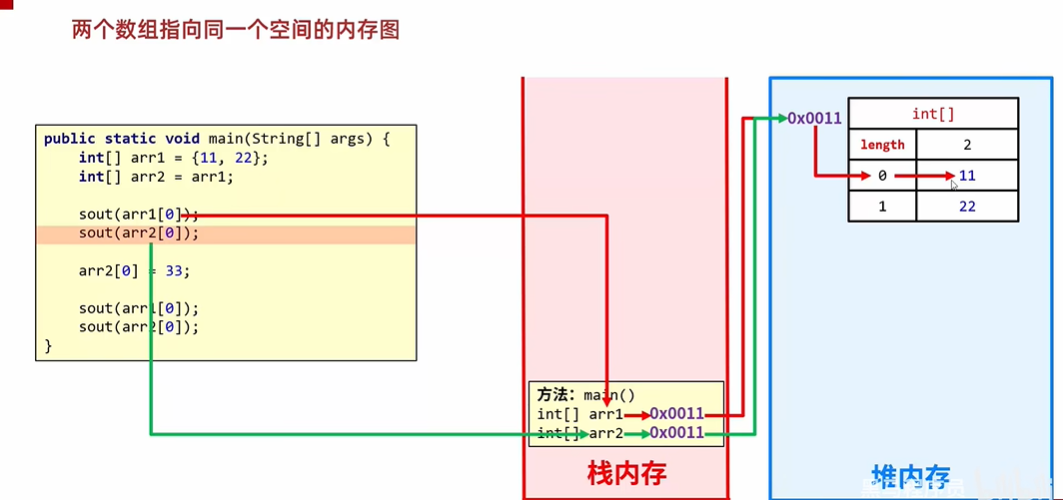 两个数组指向同一个空间的内存图
public static void main(String[] args) {
int[] arr1 = {11, 22};
int[] arr2 = arr1;
sout(arr1[0]);
sout(arr2[0]);
arr2[0] = 33;
sout(arr1[0]);
sout(arr2[0]);
}
方法：main()
int[] arr1 0x0011
int[] arr2 0x0011
栈内存
0x0011
int[]
length 2
0 11
1 22
堆内存